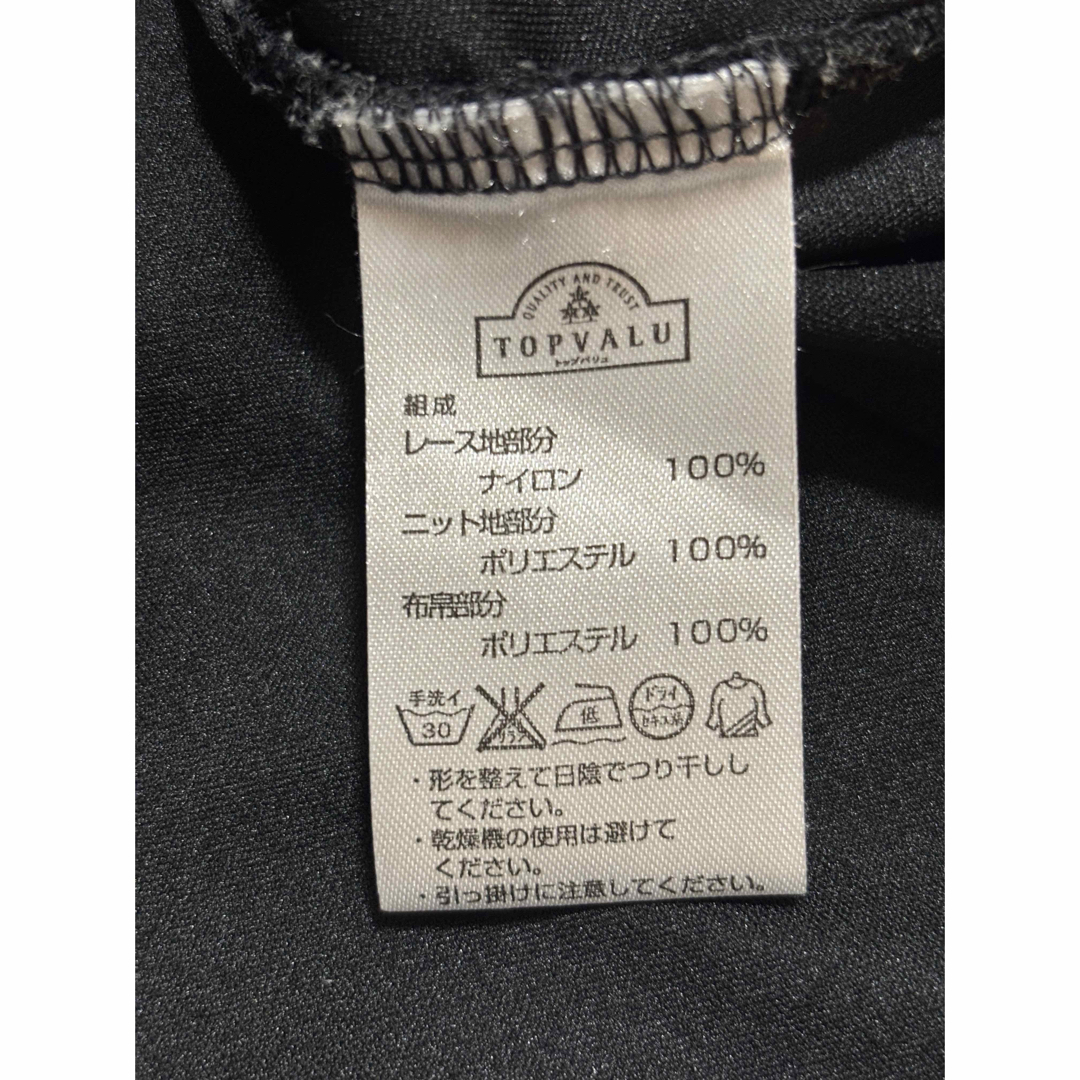 QUALITY AND TRUST
TOPVALU
トップバリュ
組成
レース地部分
ナイロン 100%
ニット地部分
ポリエステル 100%
布帛部分
ポリエステル 100%
手洗イ
30
低
ドライ
セキユ系
・形を整えて日陰でつり干しし
てください。
・乾燥機の使用は避けて
ください。
・引っ掛けに注意してください。